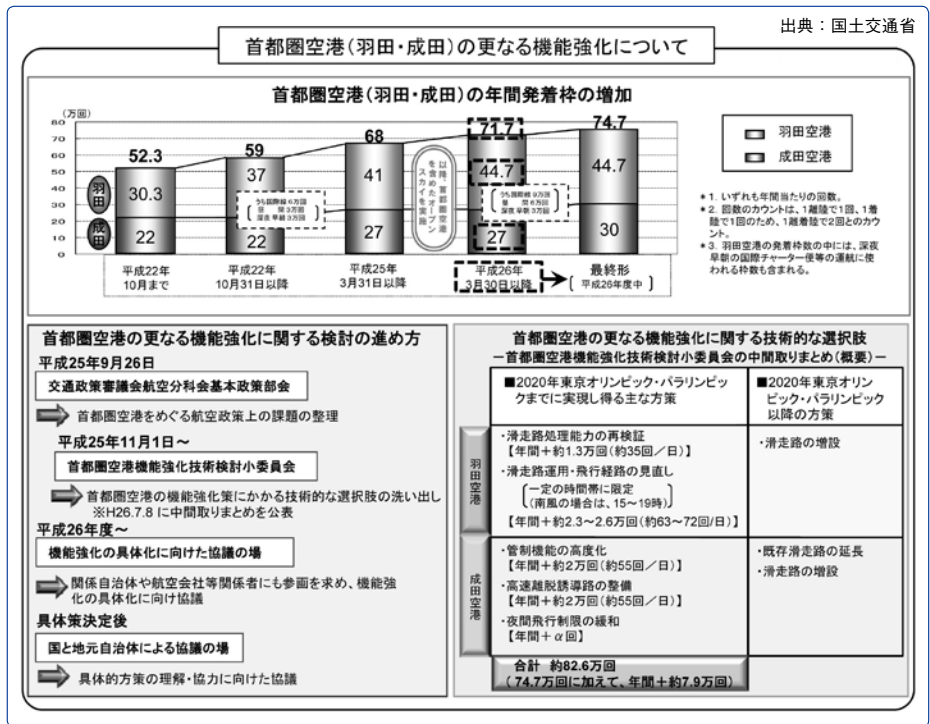 出典：国土交通省
首都圏空港（羽田・成田）の更なる機能強化について
首都圏空港（羽田・成田）の年間発着枠の増加
（万回）
80
70
60
50
40
30
20
10
0
52.3
59
68
71.7
74.7
羽田
30.3
37
41
44.7
44.7
成田
22
22
27
27
30
うち国際線6万回
昼　間 3万回
深夜早朝 3万回
以降、首都圏空港
を含めたオープン
スカイを実施
うち国際線9万回
昼　間 6万回
深夜早朝 3万回
平成22年
10月まで
平成22年
10月31日以降
平成25年
3月31日以降
平成26年
3月30日以降
最終形
平成26年度中
羽田空港
成田空港
＊1. いずれも年間当たりの回数。
＊2. 回数のカウントは、1離陸で1回、1着
陸で1回のため、1離着陸で2回とのカウ
ント。
＊3. 羽田空港の発着枠数の中には、深夜
早朝の国際チャーター便等の運航に使
われる枠数も含まれる。
首都圏空港の更なる機能強化に関する検討の進め方
平成25年9月26日
交通政策審議会航空分科会基本政策部会
首都圏空港をめぐる航空政策上の課題の整理
平成25年11月1日～
首都圏空港機能強化技術検討小委員会
首都圏空港の機能強化策にかかる技術的な選択肢の洗い出し
※H26.7.8 に中間取りまとめを公表
平成26年度～
機能強化の具体化に向けた協議の場
関係自治体や航空会社等関係者にも参画を求め、機能強
化の具体化に向け協議
具体策決定後
国と地元自治体による協議の場
具体的方策の理解・協力に向けた協議
首都圏空港の更なる機能強化に関する技術的な選択肢
－首都圏空港機能強化技術検討小委員会の中間取りまとめ（概要）－
■2020年東京オリンピック・パラリンピッ
クまでに実現し得る主な方策
■2020年東京オリン
ピック・パラリンピック
以降の方策
羽田空港
・滑走路処理能力の再検証
【年間＋約1.3万回（約35回／日）】
・滑走路運用・飛行経路の見直し
一定の時間帯に限定
（南風の場合は、15～19時）
【年間＋約2.3～2.6万回（約63～72回/日）】
・滑走路の増設
成田空港
・管制機能の高度化
【年間＋約2万回（約55回／日）】
・高速離脱誘導路の整備
【年間＋約2万回（約55回／日）】
・夜間飛行制限の緩和
【年間＋α回】
・既存滑走路の延長
・滑走路の増設
合計　約82.6万回
（74.7万回に加えて、年間＋約7.9万回）